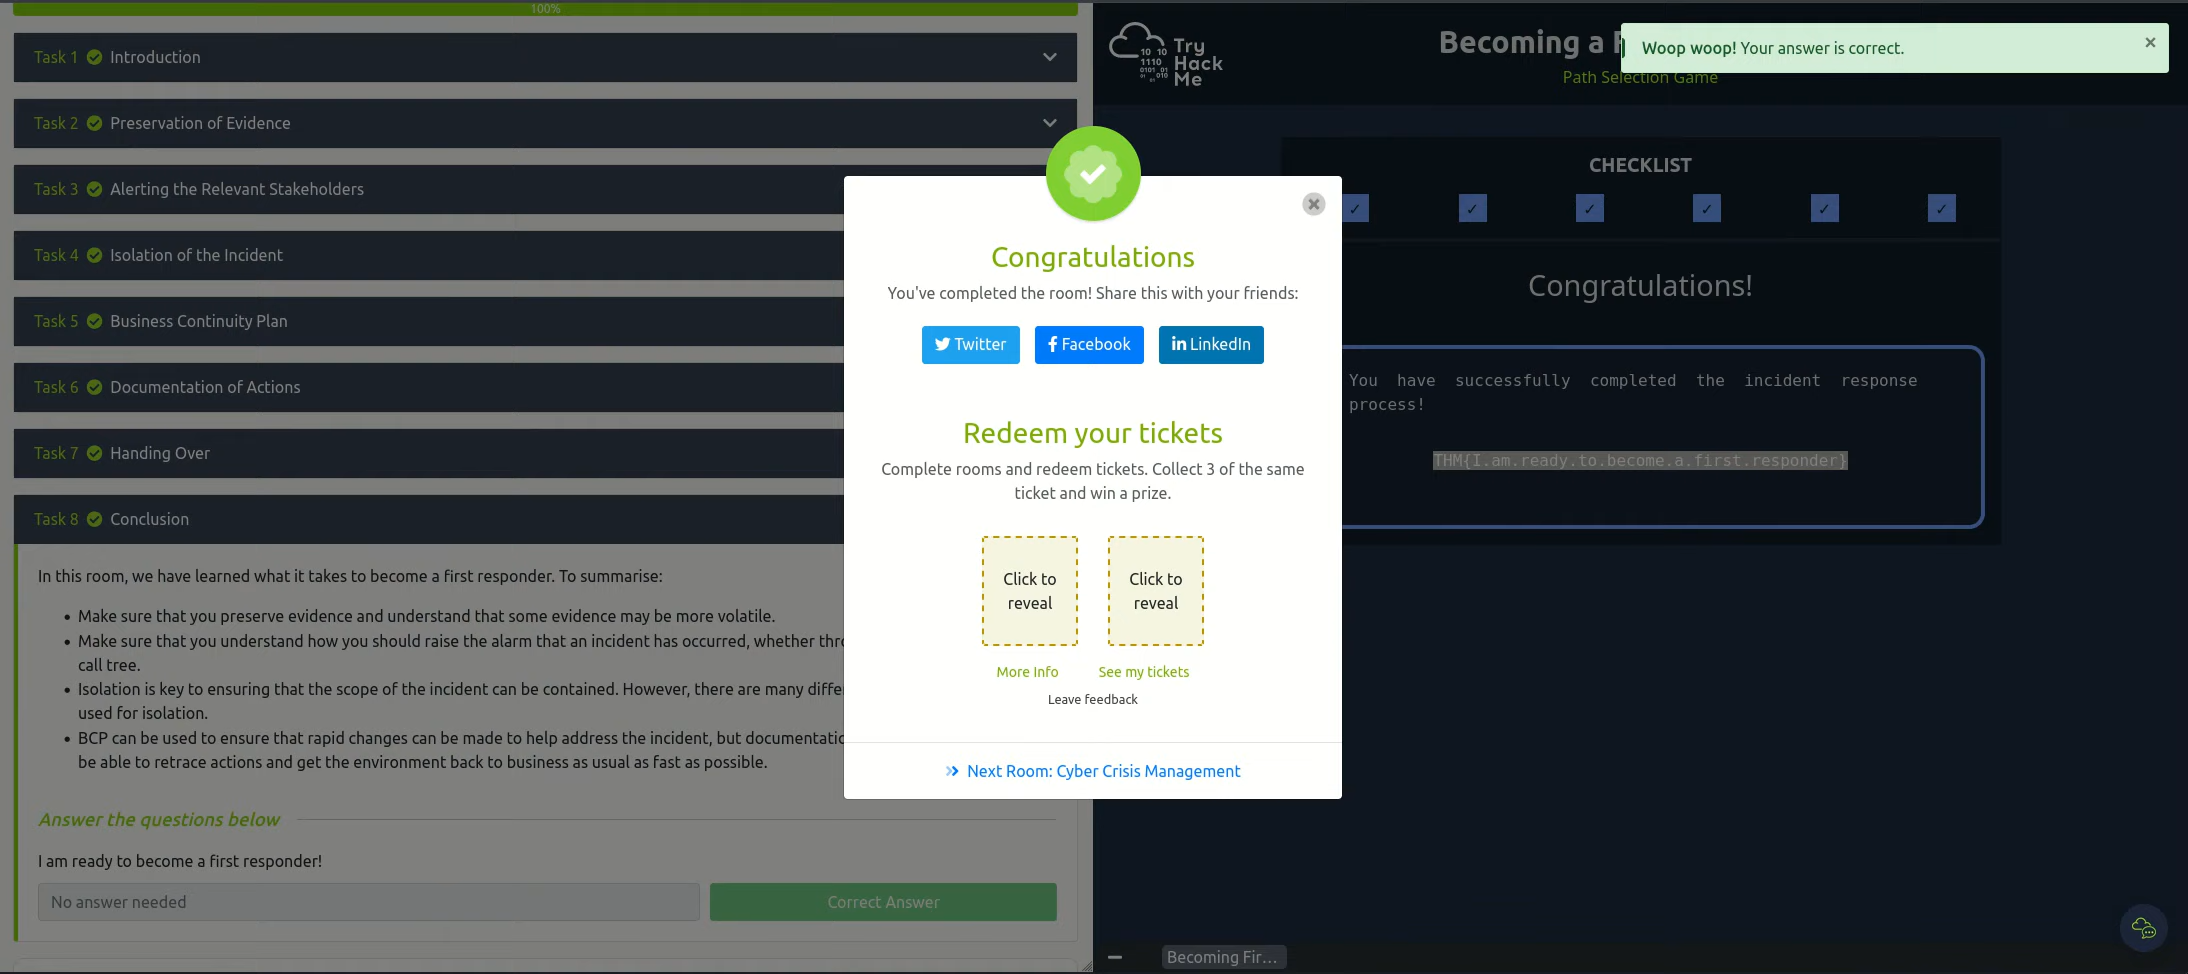 100%
Task 1 Introduction
Task 2 Preservation of Evidence
Task 3 Alerting the Relevant Stakeholders
Task 4 Isolation of the Incident
Task 5 Business Continuity Plan
Task 6 Documentation of Actions
Task 7 Handing Over
Task 8 Conclusion
In this room, we have learned what it takes to become a first responder. To summarise:
• Make sure that you preserve evidence and understand that some evidence may be more volatile.
• Make sure that you understand how you should raise the alarm that an incident has occurred, whether
call tree.
• Isolation is key to ensuring that the scope of the incident can be contained. However, there are many
used for isolation.
• BCP can be used to ensure that rapid changes can be made to help address the incident, but
be able to retrace actions and get the environment back to business as usual as fast as possible.
Answer the questions below
I am ready to become a first responder!
No answer needed
Correct Answer
Congratulations
You've completed the room! Share this with your friends:
Twitter
Facebook
LinkedIn
Redeem your tickets
Complete rooms and redeem tickets. Collect 3 of the same
ticket and win a prize.
Click to
reveal
Click to
reveal
More Info
See my tickets
Leave feedback
Next Room: Cyber Crisis Management
Try
Hack
Me
10 10
1110
0101 01
01 010
Becoming a
Path Selection Game
Woop woop! Your answer is correct.
CHECKLIST
Congratulations!
You have successfully completed the incident response
process!
THM{I.am.ready.to.become.a.first.responder}
Becoming Fir...